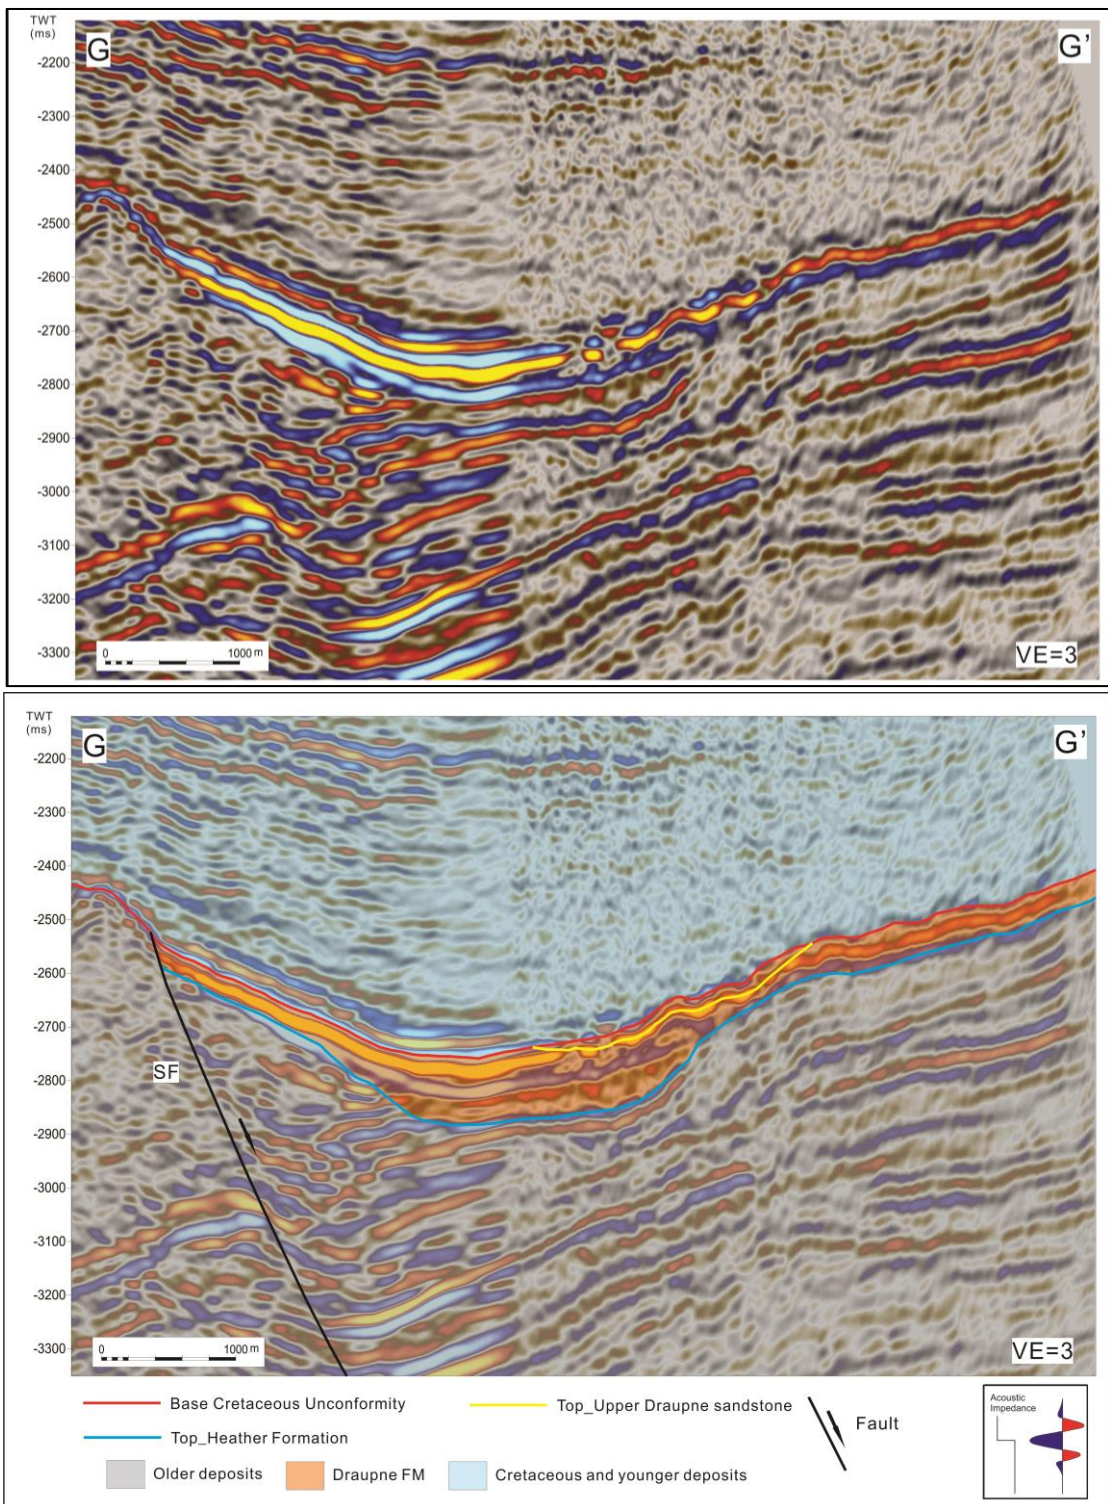 TWT
(ms)
G
G’
-2200
-2300
-2400
-2500
-2600
-2700
-2800
-2900
-3000
-3100
-3200
-3300
0
1000 m
VE=3
TWT
(ms)
G
G’
-2200
-2300
-2400
-2500
-2600
-2700
-2800
-2900
-3000
-3100
-3200
-3300
SF
0
1000 m
VE=3
Base Cretaceous Unconformity
Top_Upper Draupne sandstone
Top_Heather Formation
Fault
Older deposits
Draupne FM
Cretaceous and younger deposits
Acoustic
Impedance